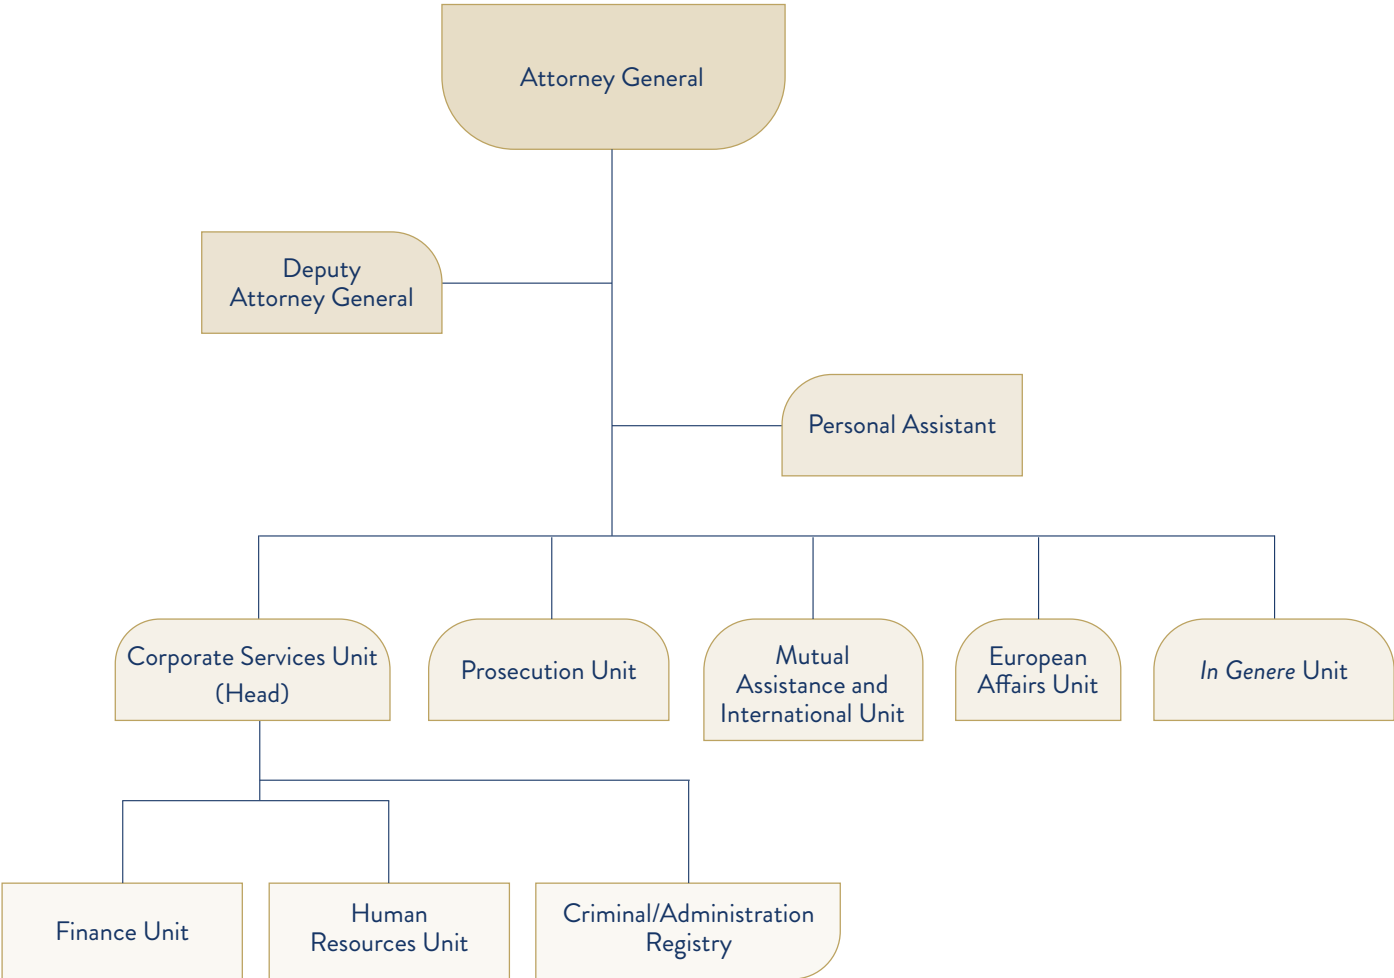 Attorney General
Deputy
Attorney General
Personal Assistant
Corporate Services Unit
(Head)
Prosecution Unit
Mutual
Assistance and
International Unit
European
Affairs Unit
In Genere Unit
Finance Unit
Human
Resources Unit
Criminal/Administration
Registry